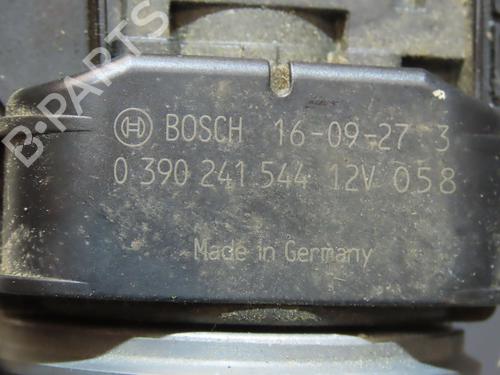 B-PARTS
BOSCH 16-09-27 3
0 390 241 544 12V 058
Made in Germany